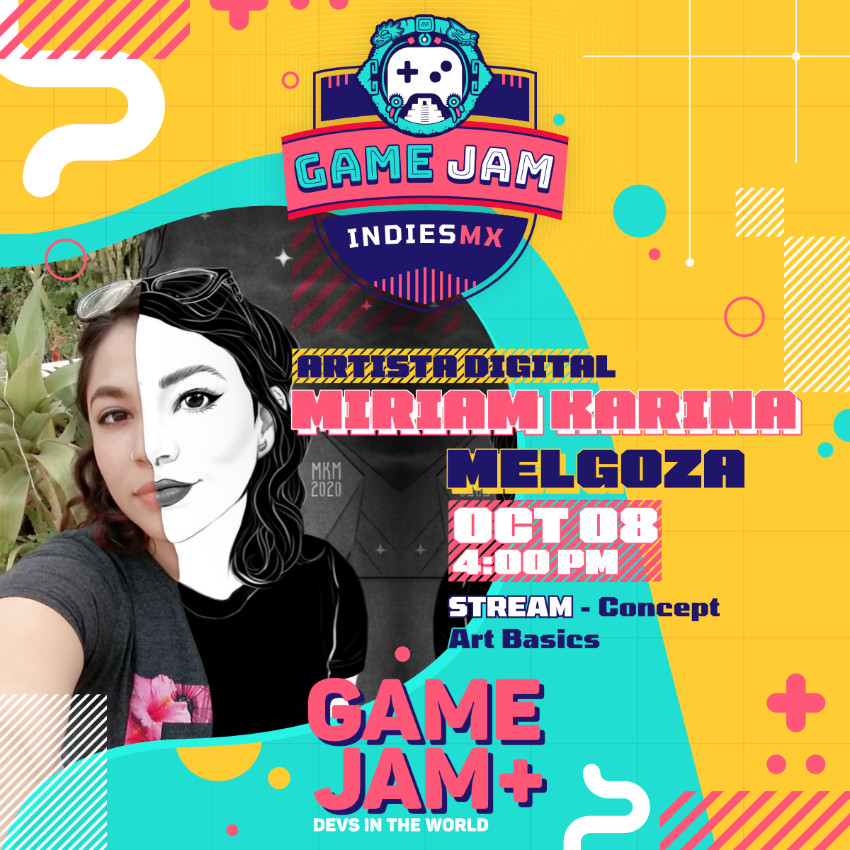 GAME JAM
INDIESMX
ARTISTA DIGITAL
MIRIAM KARINA
MELGOZA
MKM
2020
OCT 08
4:00 PM
STREAM - Concept
Art Basics
GAME
JAM+
DEVS IN THE WORLD